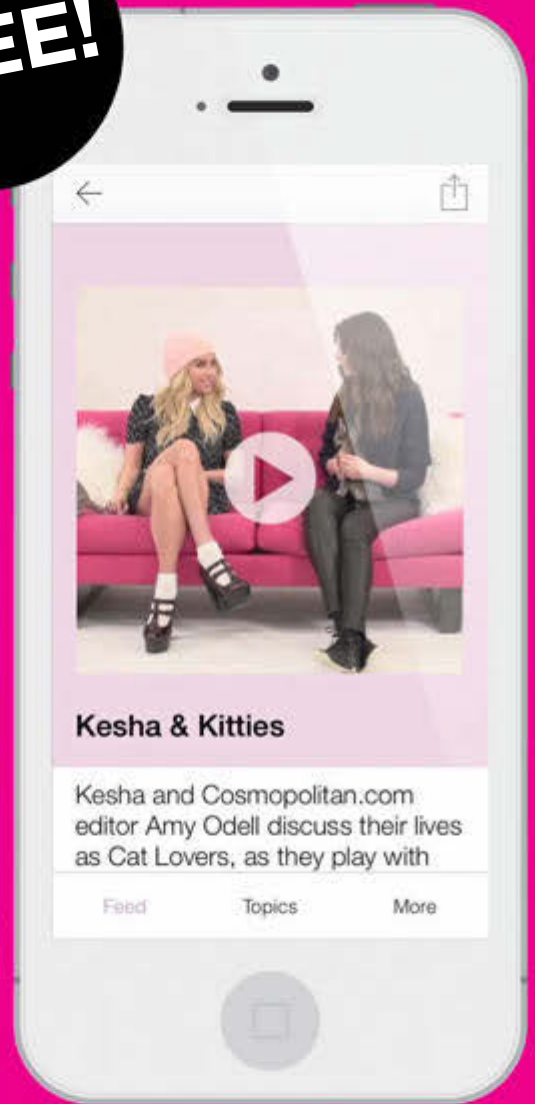 Kesha & Kitties
Kesha and Cosmopolitan.com
editor Amy Odell discuss their lives
as Cat Lovers, as they play with
Feed Topics More